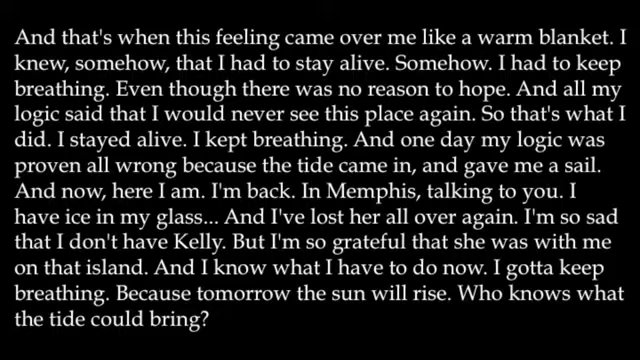 And that's when this feeling came over me like a warm blanket. I
knew, somehow, that I had to stay alive. Somehow. I had to keep
breathing. Even though there was no reason to hope. And all my
logic said that I would never see this place again. So that's what I
did. I stayed alive. I kept breathing. And one day my logic was
proven all wrong because the tide came in, and gave me a sail.
And now, here I am. I'm back. In Memphis, talking to you. I
have ice in my glass... And I've lost her all over again. I'm so sad
that I don't have Kelly. But I'm so grateful that she was with me
on that island. And I know what I have to do now. I gotta keep
breathing. Because tomorrow the sun will rise. Who knows what
the tide could bring?